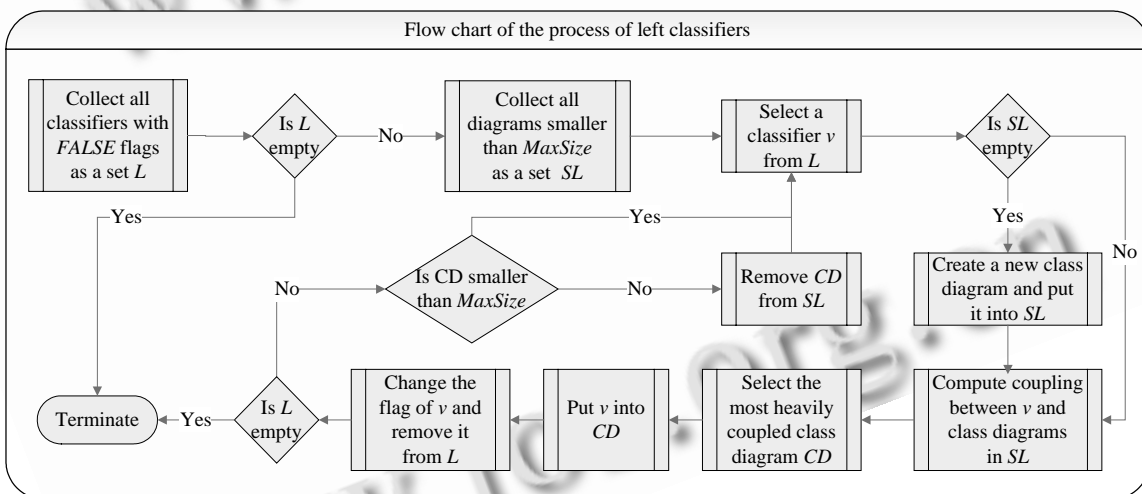 Flow chart of the process of left classifiers
Collect all
classifiers with
FALSE flags
as a set L
Is L
empty
No
Collect all
diagrams smaller
than MaxSize
as a set SL
Select a
classifier v
from L
Is SL
empty
Yes
Yes
Yes
No
Is CD smaller
than MaxSize
No
Remove CD
from SL
Create a new class
diagram and put
it into SL
No
Terminate
Yes
Is L
empty
Change the
flag of v and
remove it
from L
Put v into
CD
Select the
most heavily
coupled class
diagram CD
Compute coupling
between v and
class diagrams
in SL